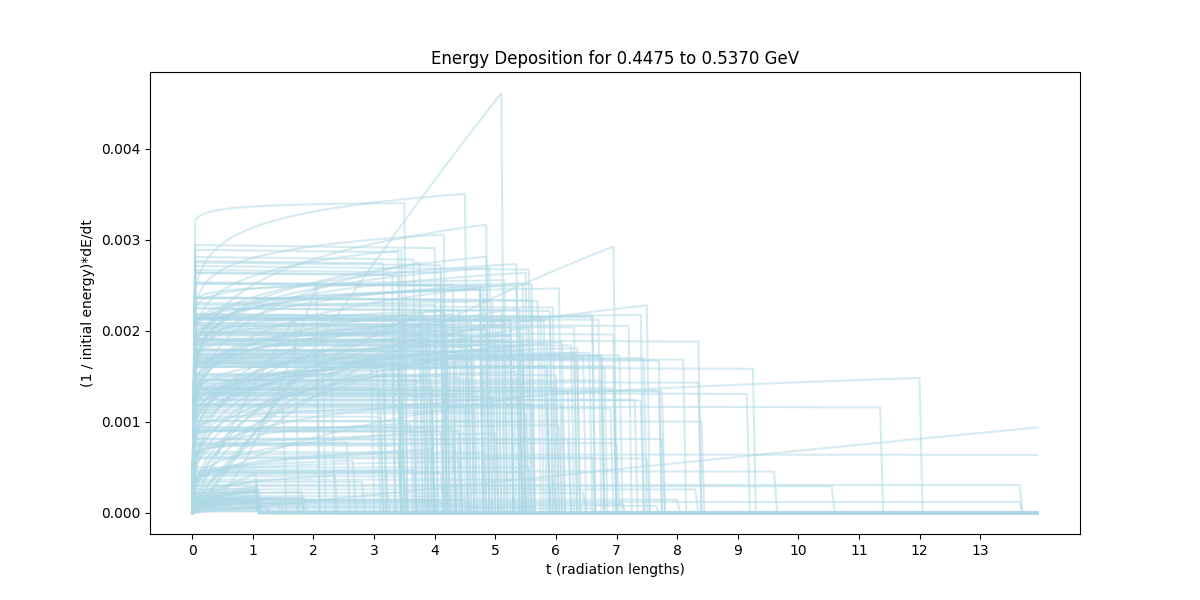 Energy Deposition for 0.4475 to 0.5370 GeV
(1 / initial energy)*dE/dt
0.004
0.003
0.002
0.001
0.000
0 1 2 3 4 5 6 7 8 9 10 11 12 13
t (radiation lengths)